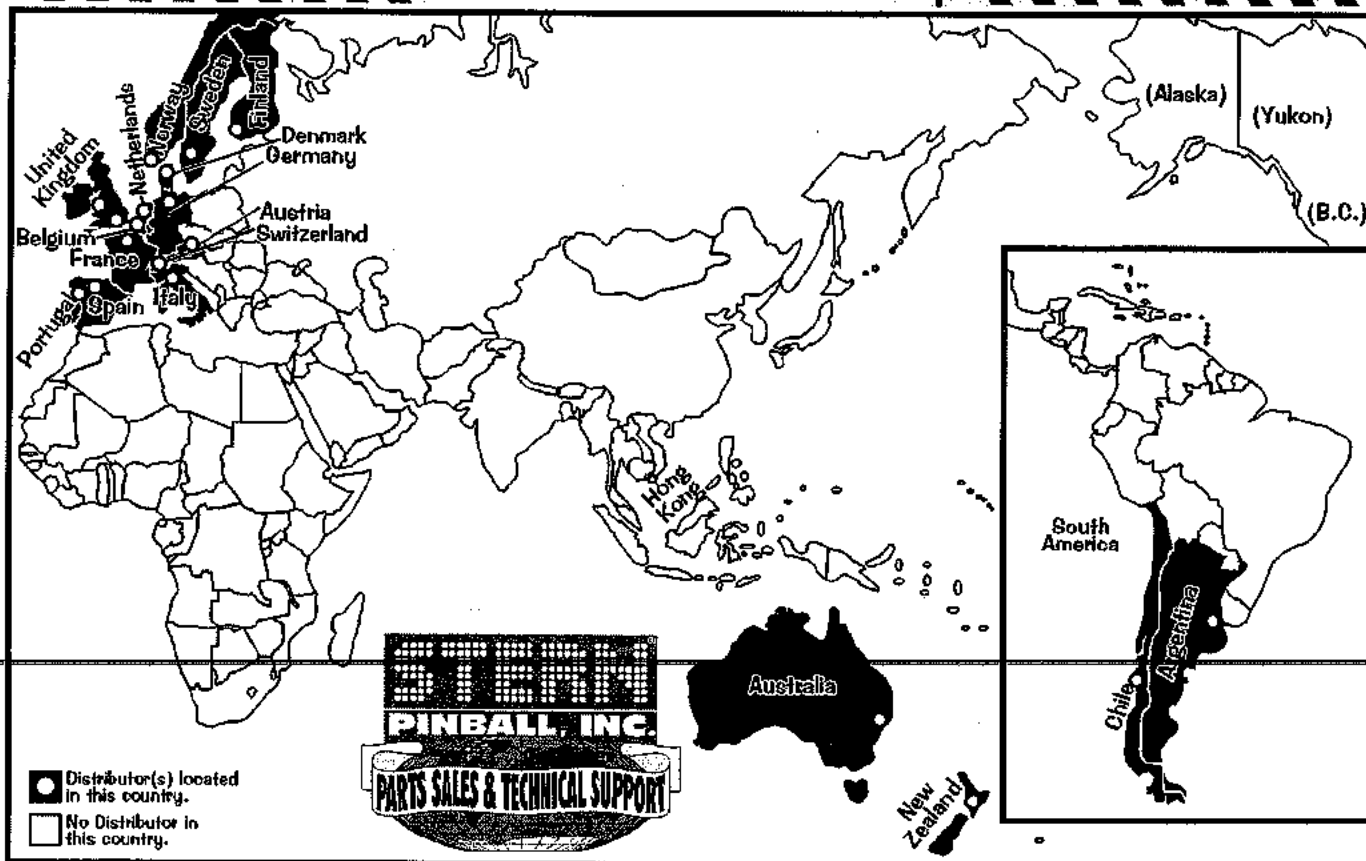 (Alaska)
(Yukon)
(B.C.)
Norway
Sweden
Finland
Netherlands
United
Kingdom
Denmark
Germany
Belgium
France
Austria
Switzerland
Portugal
Spain
Italy
Hong
Kong
South
America
Argentina
Chile
Australia
New
Zealand
STERN
PINBALL, INC.
PARTS SALES & TECHNICAL SUPPORT
Distributor(s) located
in this country.
No Distributor in
this country.